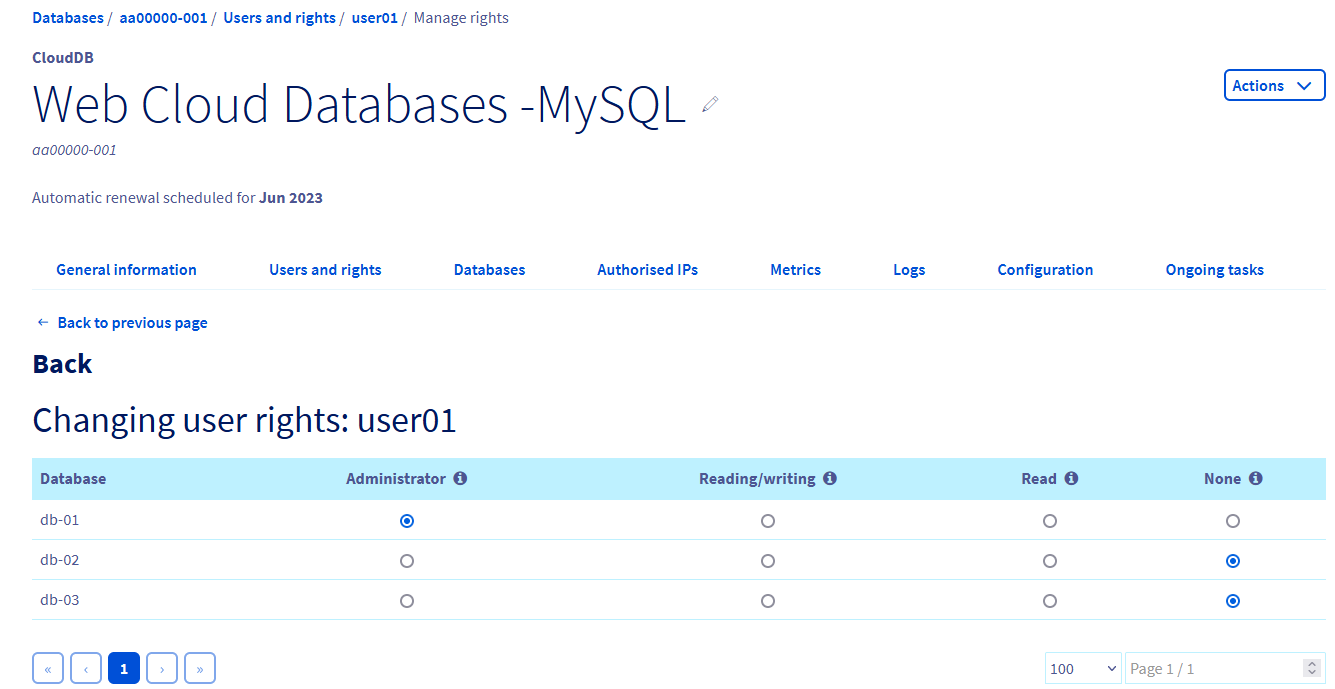 Databases / aa00000-001 / Users and rights / user01 / Manage rights
CloudDB
Web Cloud Databases -MySQL
Actions
aa00000-001
Automatic renewal scheduled for Jun 2023
General information Users and rights Databases Authorised IPs Metrics Logs Configuration Ongoing tasks
← Back to previous page
Back
Changing user rights: user01
Database Administrator Reading/writing Read None
db-01
db-02
db-03
« ‹ 1 › » 100 Page 1 / 1